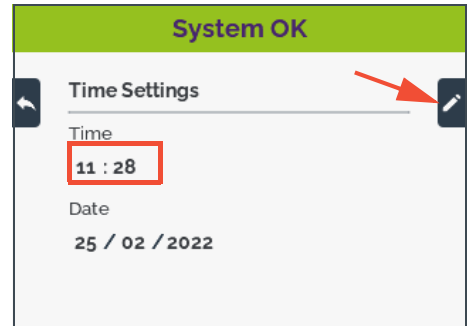 System OK
Time Settings
Time
11 : 28
Date
25 / 02 / 2022